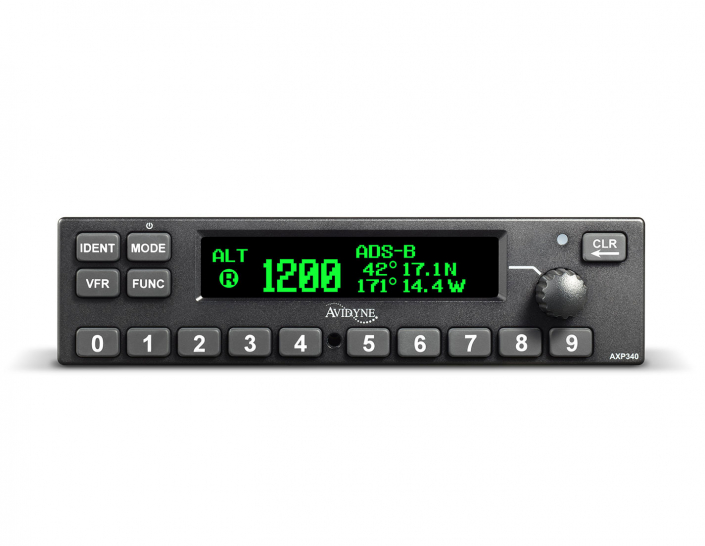 IDENT MODE
VFR FUNC
ALT
R
1200
ADS-B
42° 17.1N
171° 14.4W
CLR
AVIDYNE
0 1 2 3 4 5 6 7 8 9
AXP340